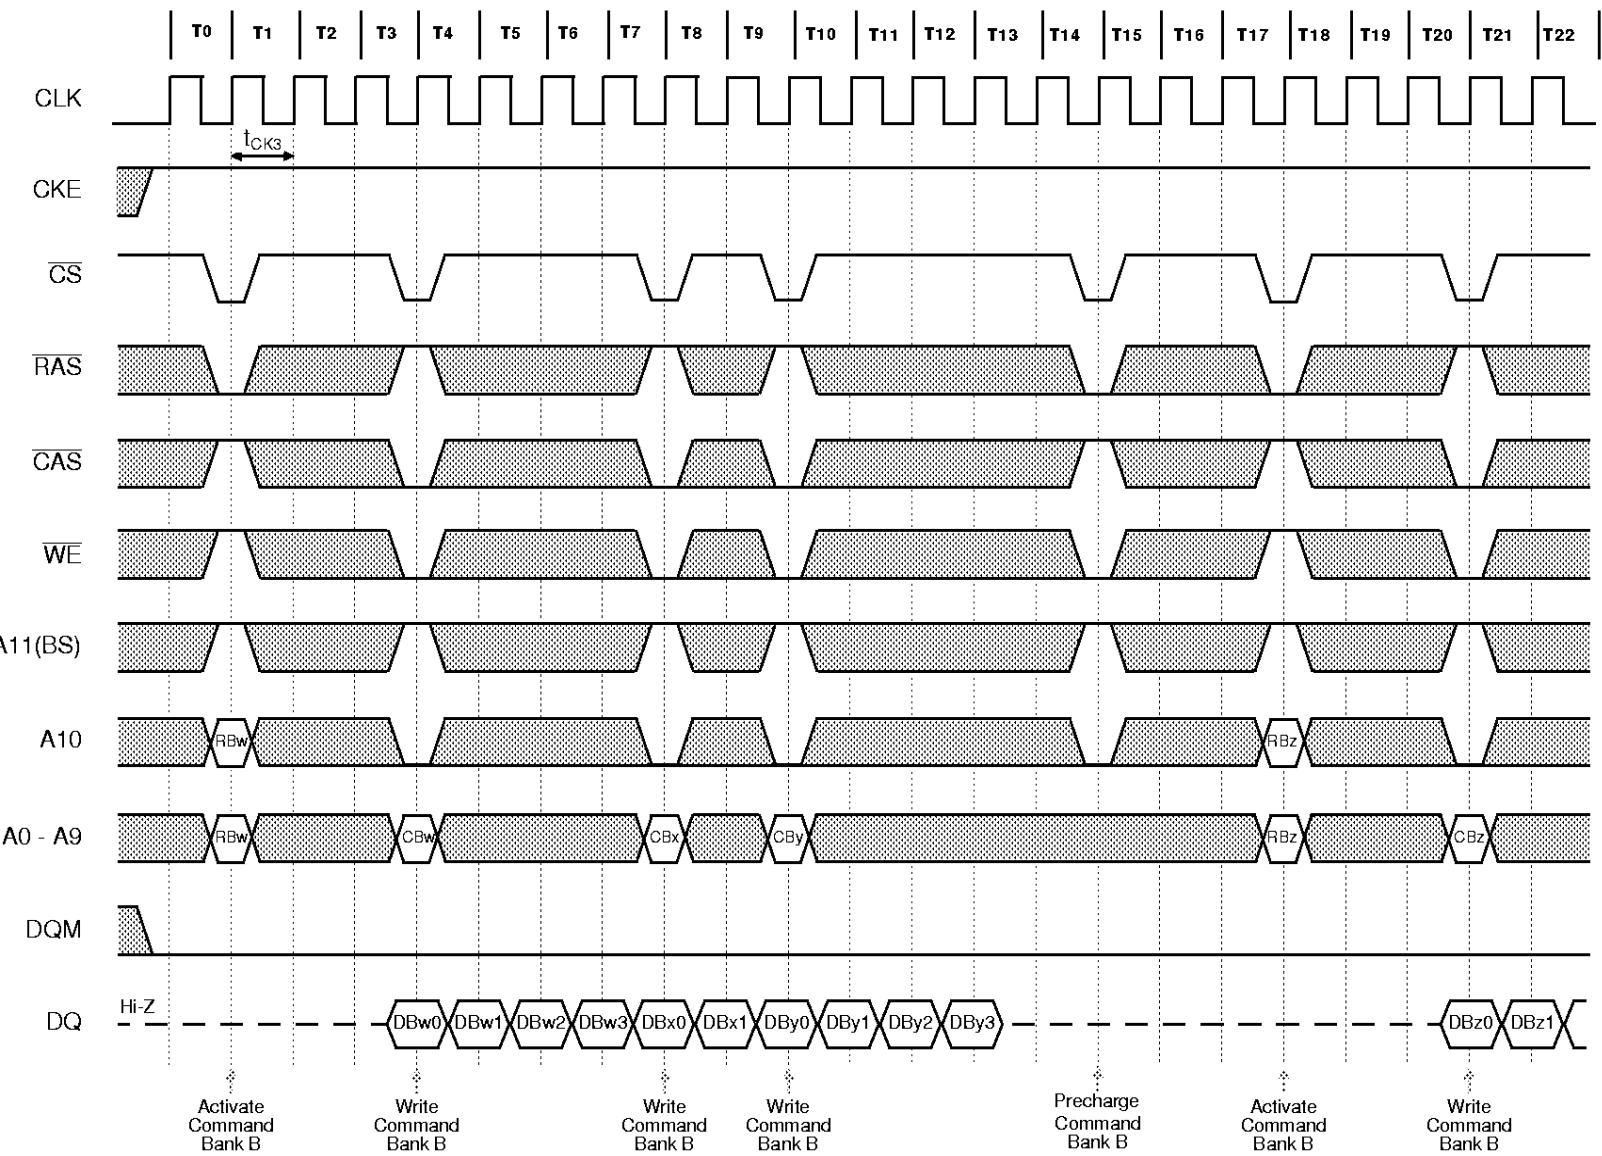 T0 T1 T2 T3 T4 T5 T6 T7 T8 T9 T10 T11 T12 T13 T14 T15 T16 T17 T18 T19 T20 T21 T22
CLK
tCK3
CKE
CS
RAS
CAS
WE
A11(BS)
A10 RBw RBz
A0 - A9 RBw CBw CBx CBy RBz CBz
DQM
Hi-Z
DQ DBw0 DBw1 DBw2 DBw3 DBx0 DBx1 DBy0 DBy1 DBy2 DBy3 DBz0 DBz1
Activate Write Write Write Precharge Activate Write
Command Command Command Command Command Command Command
Bank B Bank B Bank B Bank B Bank B Bank B Bank B